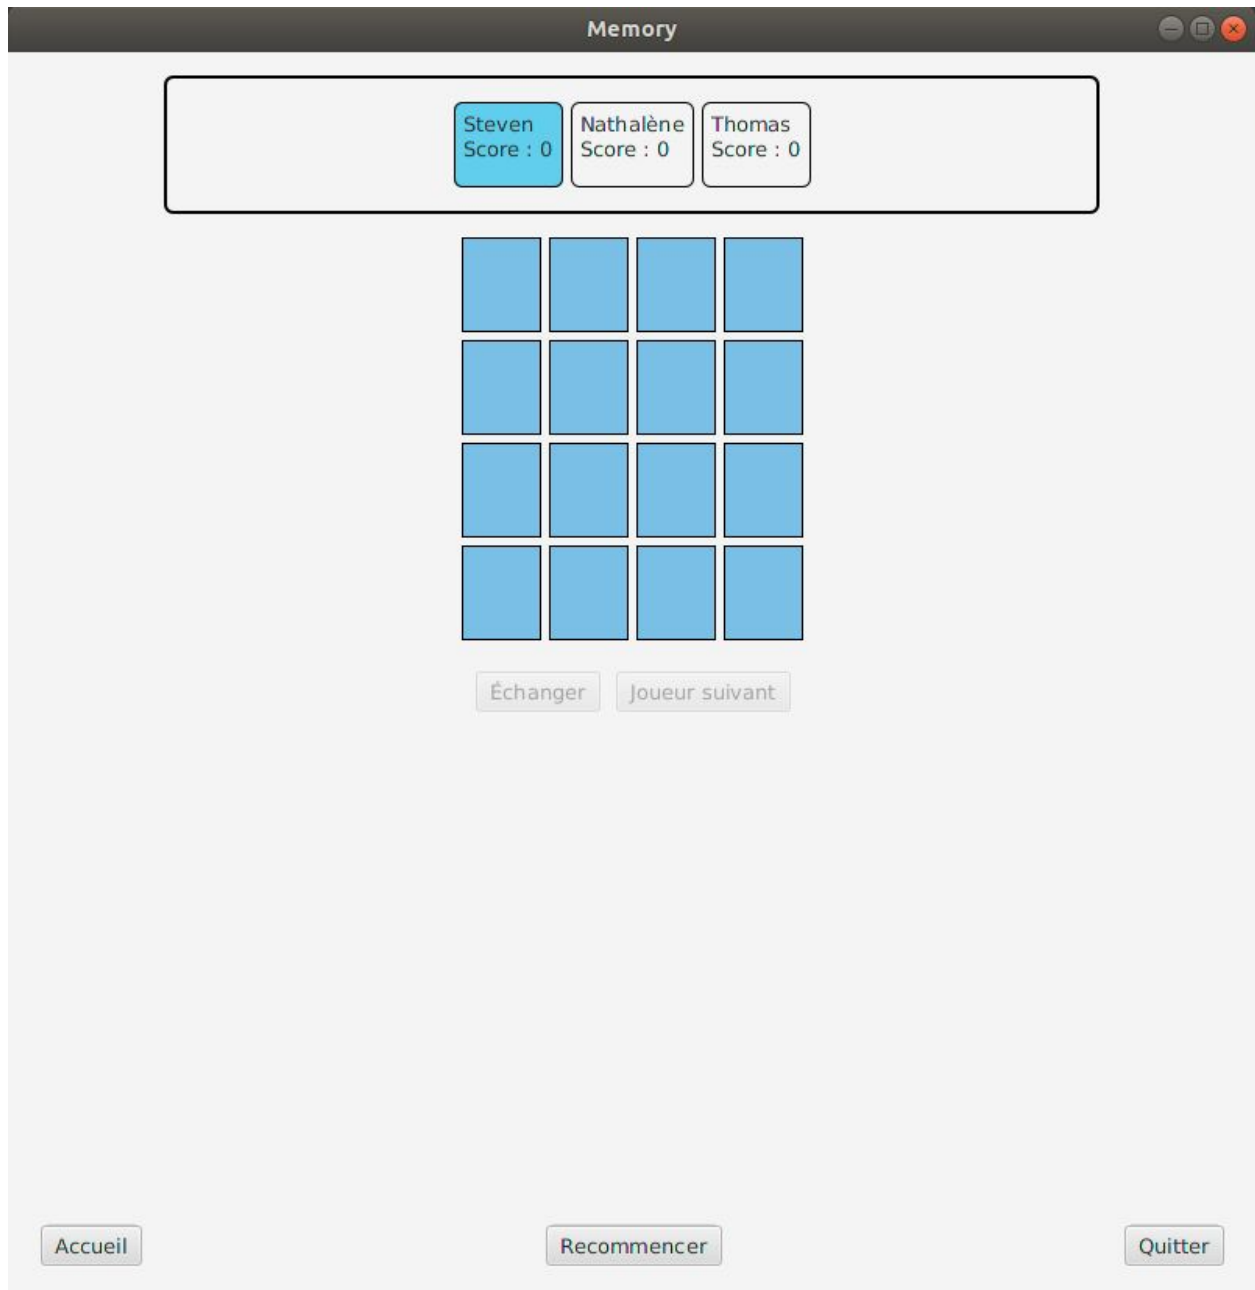 Memory
Steven
Score : 0
Nathalène
Score : 0
Thomas
Score : 0
Échanger
Joueur suivant
Accueil
Recommencer
Quitter